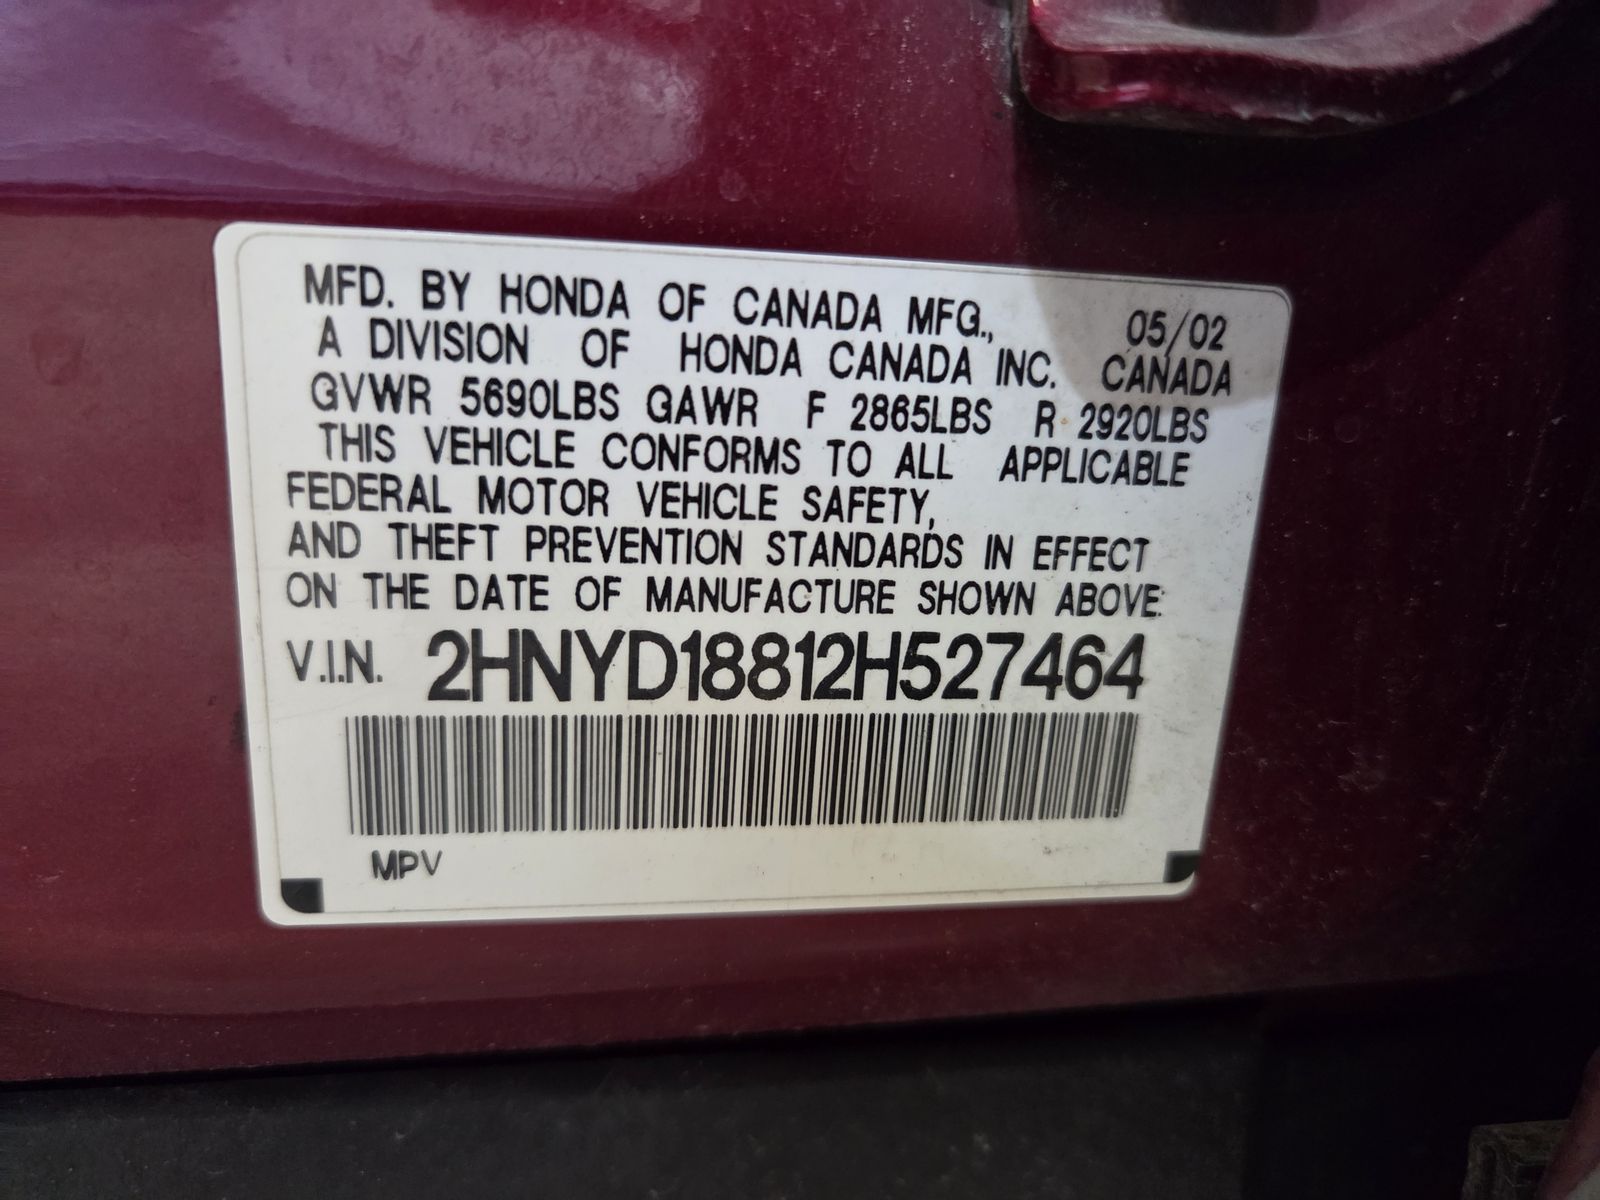 MFD. BY HONDA OF CANADA MFG., 05/02
A DIVISION OF HONDA CANADA INC. CANADA
GVWR 5690LBS GAWR F 2865LBS R 2920LBS
THIS VEHICLE CONFORMS TO ALL APPLICABLE
FEDERAL MOTOR VEHICLE SAFETY,
AND THEFT PREVENTION STANDARDS IN EFFECT
ON THE DATE OF MANUFACTURE SHOWN ABOVE:
V.I.N. 2HNYD18812H527464
MPV